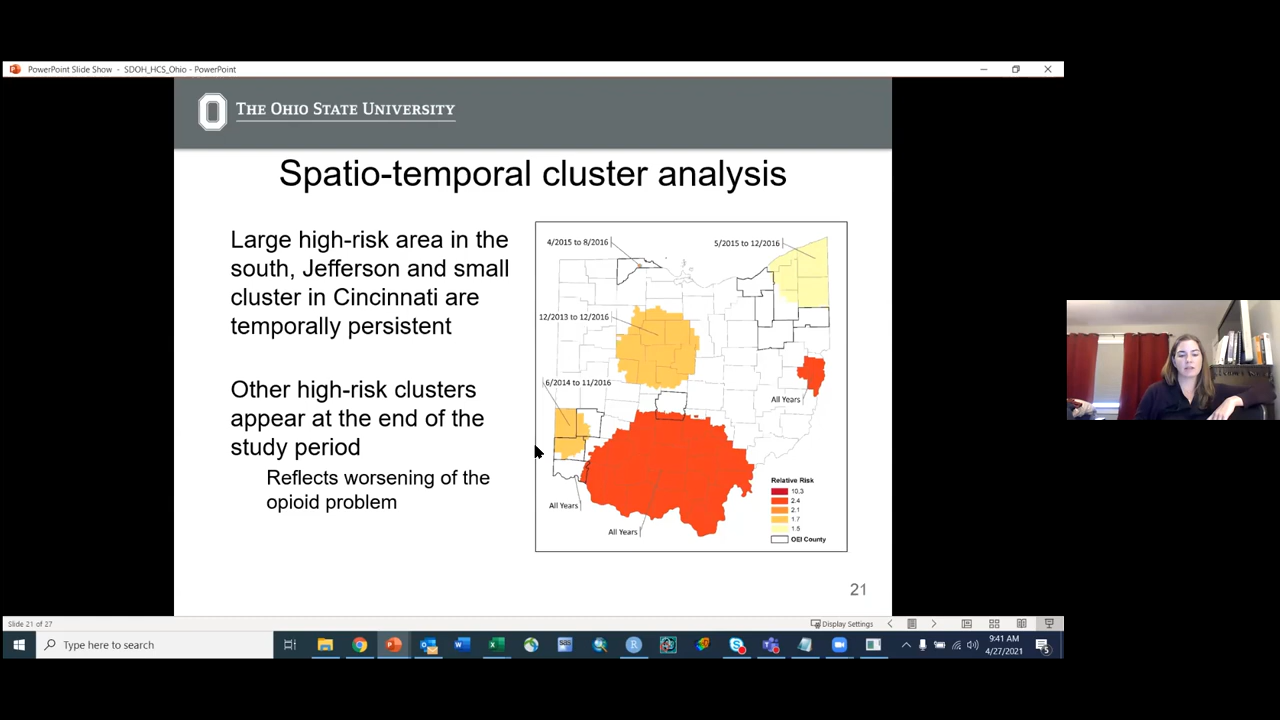 PowerPoint Slide Show - SDOH_HCS_Ohio - PowerPoint
THE OHIO STATE UNIVERSITY
Spatio-temporal cluster analysis
Large high-risk area in the
south, Jefferson and small
cluster in Cincinnati are
temporally persistent
Other high-risk clusters
appear at the end of the
study period
Reflects worsening of the
opioid problem
4/2015 to 8/2016
5/2015 to 12/2016
12/2013 to 12/2016
6/2014 to 11/2016
All Years
All Years
All Years
Relative Risk
10.3
2.4
2.1
1.7
1.5
OEI County
21
Slide 21 of 27
Display Settings
Type here to search
9:41 AM
4/27/2021
5